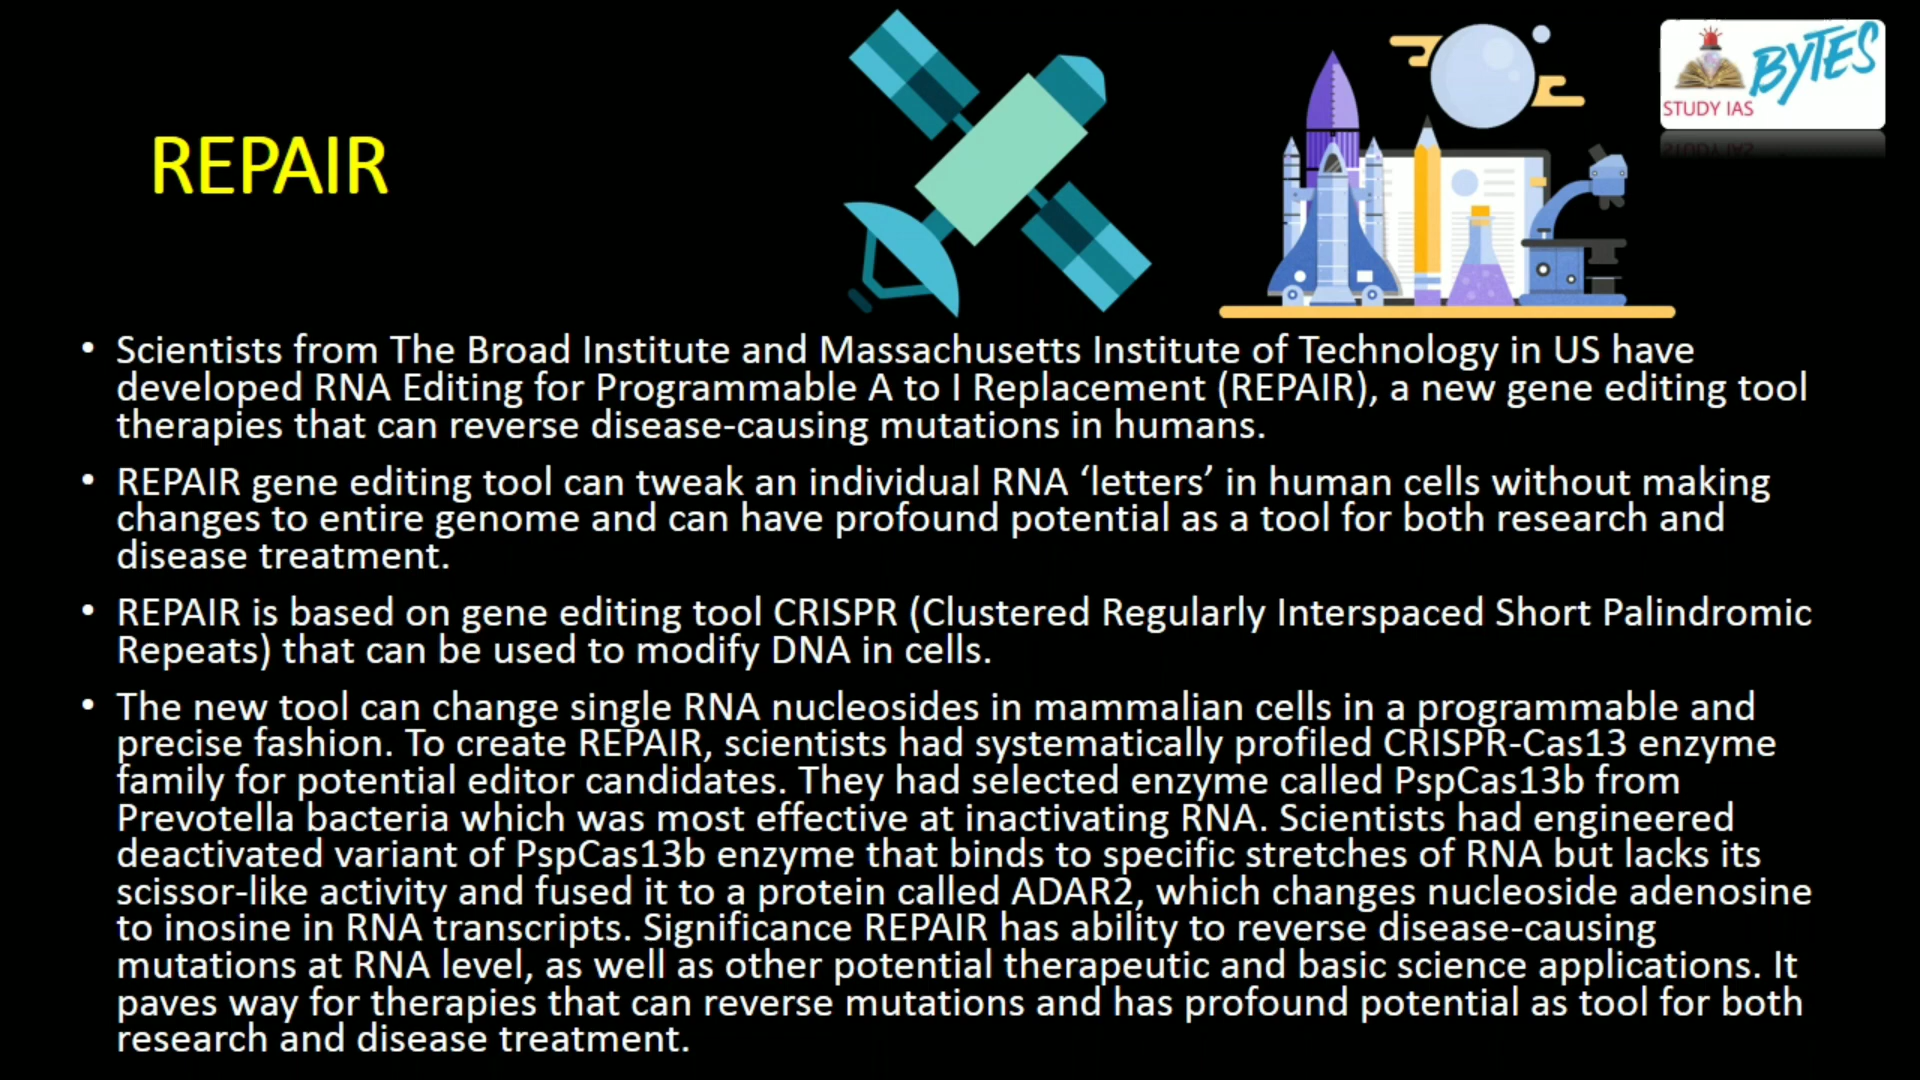 BYTES
STUDY IAS
REPAIR
• Scientists from The Broad Institute and Massachusetts Institute of Technology in US have
developed RNA Editing for Programmable A to I Replacement (REPAIR), a new gene editing tool
therapies that can reverse disease-causing mutations in humans.
• REPAIR gene editing tool can tweak an individual RNA ‘letters’ in human cells without making
changes to entire genome and can have profound potential as a tool for both research and
disease treatment.
• REPAIR is based on gene editing tool CRISPR (Clustered Regularly Interspaced Short Palindromic
Repeats) that can be used to modify DNA in cells.
• The new tool can change single RNA nucleosides in mammalian cells in a programmable and
precise fashion. To create REPAIR, scientists had systematically profiled CRISPR-Cas13 enzyme
family for potential editor candidates. They had selected enzyme called PspCas13b from
Prevotella bacteria which was most effective at inactivating RNA. Scientists had engineered
deactivated variant of PspCas13b enzyme that binds to specific stretches of RNA but lacks its
scissor-like activity and fused it to a protein called ADAR2, which changes nucleoside adenosine
to inosine in RNA transcripts. Significance REPAIR has ability to reverse disease-causing
mutations at RNA level, as well as other potential therapeutic and basic science applications. It
paves way for therapies that can reverse mutations and has profound potential as tool for both
research and disease treatment.